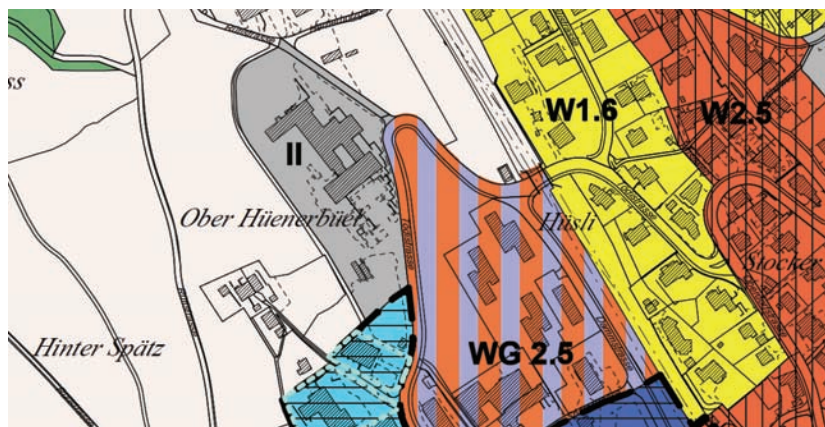 ss
W1.6
W2.5
II
Ober Hüenerbüel
Hüsli
Stocker
Hinter Spätz
WG 2.5